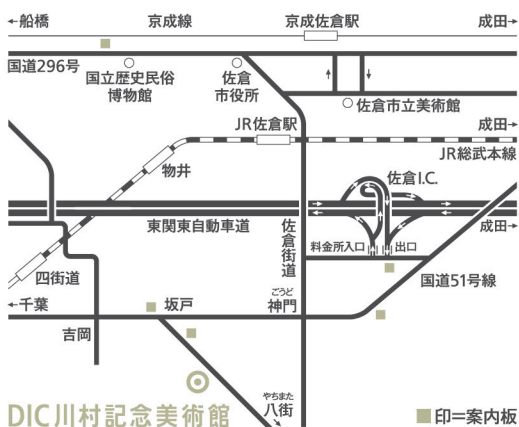 ←船橋
京成線
京成佐倉駅
成田→
国道296号
国立歴史民俗
博物館
佐倉
市役所
佐倉市立美術館
JR佐倉駅
成田→
JR総武本線
物井
佐倉I.C.
東関東自動車道
佐倉街道
料金所入口
出口
成田→
四街道
国道51号線
←千葉
坂戸
ごうど
神門
吉岡
やちまた
八街
DIC川村記念美術館
印=案内板